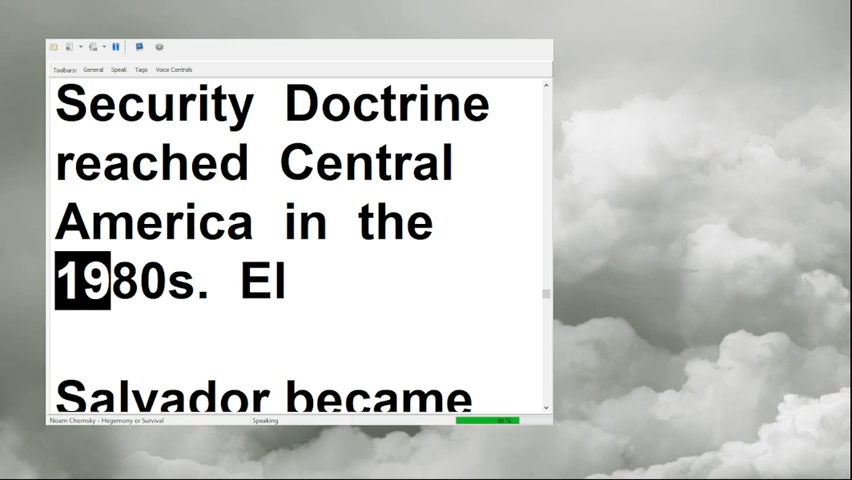 Toolbars: General Speak Tags Voice Controls
Security Doctrine
reached Central
America in the
1980s. El
Salvador became
Noam Chomsky - Hegemony or Survival Speaking 66 %